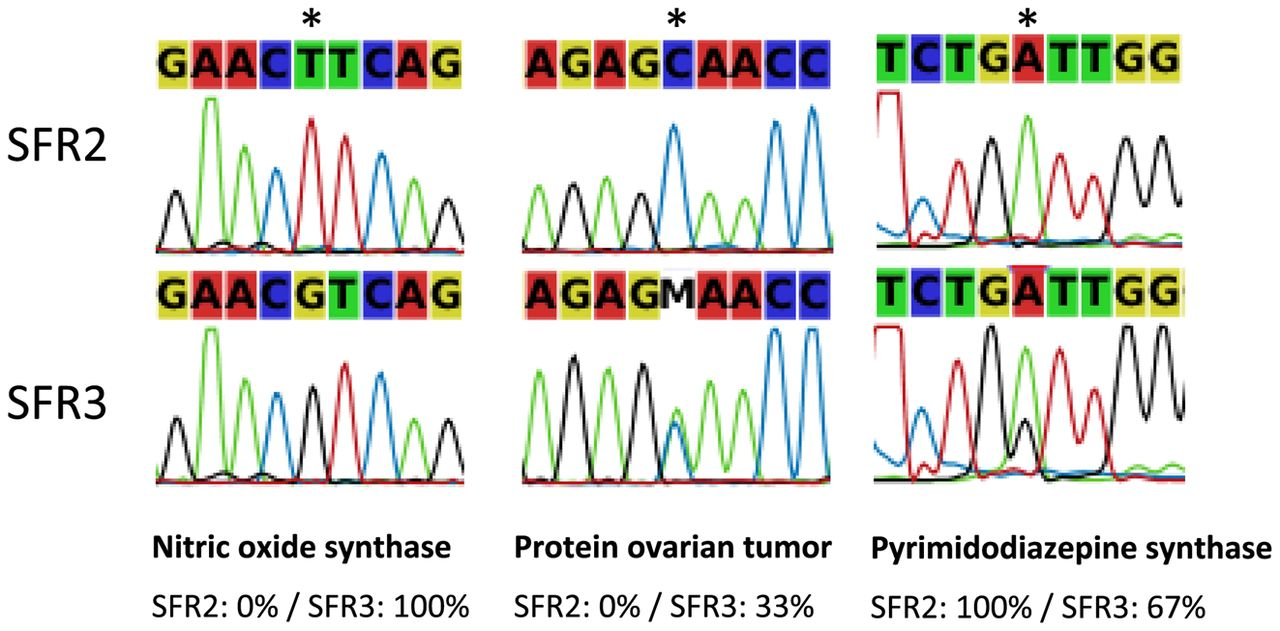 * * *
GAACTTCAG AGAGCAACC TCTGATTGG
SFR2
GAACGTCAG AGAGMAACC TCTGATTGG
SFR3
Nitric oxide synthase Protein ovarian tumor Pyrimidodiazepine synthase
SFR2: 0% / SFR3: 100% SFR2: 0% / SFR3: 33% SFR2: 100% / SFR3: 67%